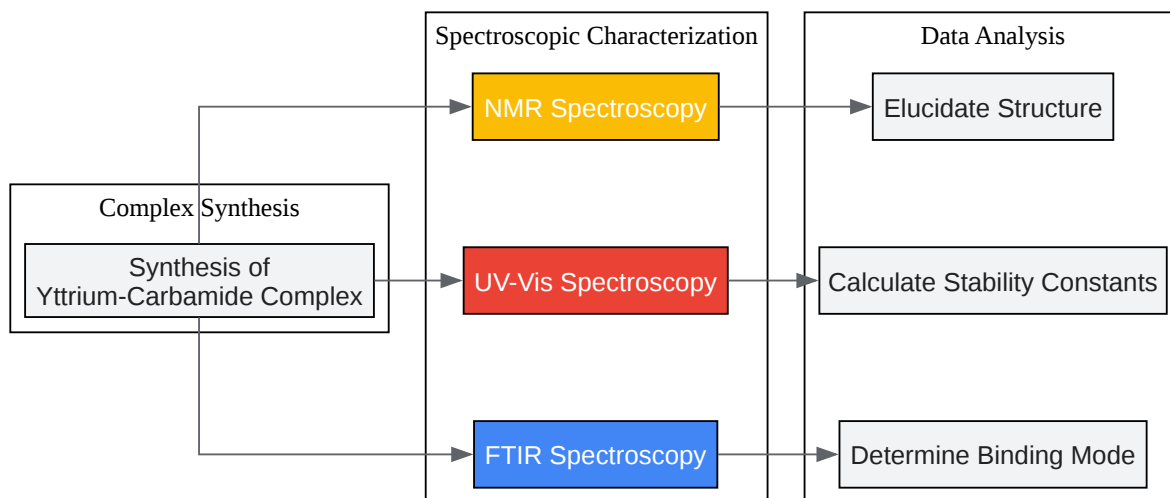 Complex Synthesis
Synthesis of
Yttrium-Carbamide Complex
Spectroscopic Characterization
NMR Spectroscopy
UV-Vis Spectroscopy
FTIR Spectroscopy
Data Analysis
Elucidate Structure
Calculate Stability Constants
Determine Binding Mode